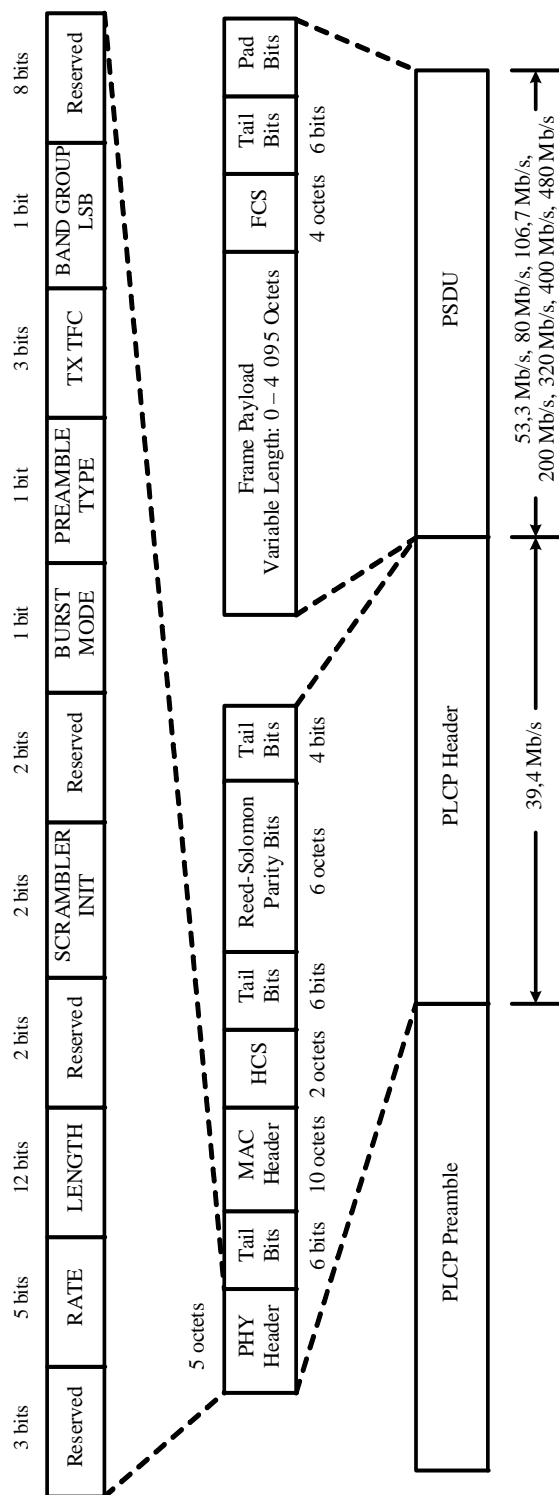 3 bits
5 bits
12 bits
2 bits
2 bits
2 bits
1 bit
1 bit
3 bits
1 bit
8 bits
Reserved
RATE
LENGTH
Reserved
SCRAMBLER
INIT
Reserved
BURST
MODE
PREAMBLE
TYPE
TX TFC
BAND GROUP
LSB
Reserved
5 octets
PHY
Header
Tail
Bits
MAC
Header
HCS
Tail
Bits
Reed-Solomon
Parity Bits
Tail
Bits
Frame Payload
Variable Length: 0 – 4 095 Octets
FCS
Tail
Bits
Pad
Bits
6 bits
10 octets
2 octets
6 bits
6 octets
4 bits
4 octets
6 bits
PLCP Preamble
PLCP Header
PSDU
39,4 Mb/s
53,3 Mb/s, 80 Mb/s, 106,7 Mb/s,
200 Mb/s, 320 Mb/s, 400 Mb/s, 480 Mb/s